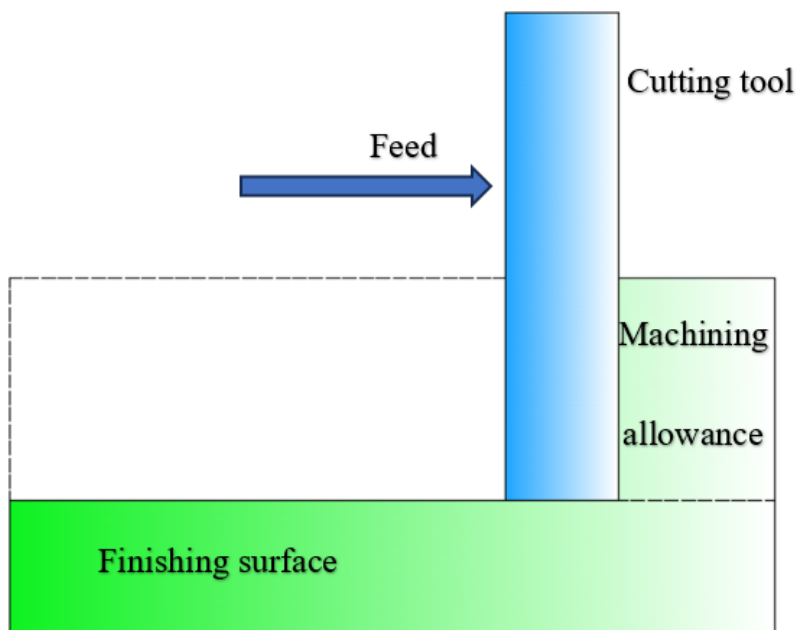 Cutting tool
Feed
Machining
allowance
Finishing surface